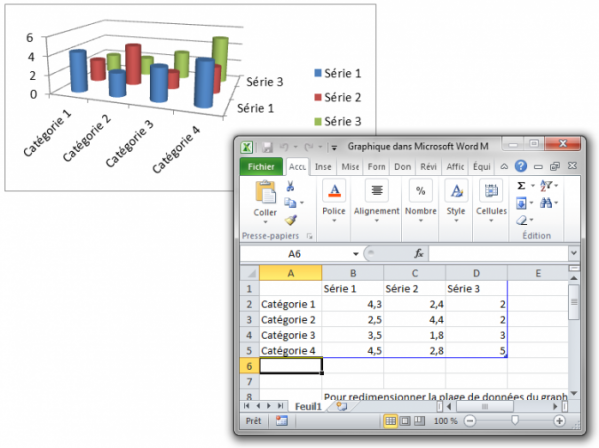 6
4
2
0
Catégorie 1
Catégorie 2
Catégorie 3
Catégorie 4
Série 3
Série 1
Série 1
Série 2
Série 3
Graphique dans Microsoft Word M
Fichier Accu Inse Mise Forn Don Révi Affic Équi
Coller Police Alignement Nombre Style Cellules
Presse-papiers Édition
A6 fx
A B C D E
1 Série 1 Série 2 Série 3
2 Catégorie 1 4,3 2,4 2
3 Catégorie 2 2,5 4,4 2
4 Catégorie 3 3,5 1,8 3
5 Catégorie 4 4,5 2,8 5
6
7
8 Pour redimensionner la plage de données du graph
Feuil1
Prêt 100 %